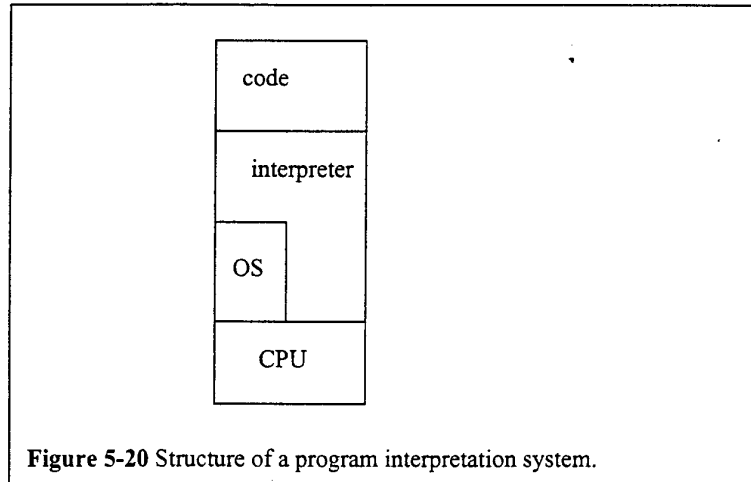 code
interpreter
OS
CPU
Figure 5-20 Structure of a program interpretation system.